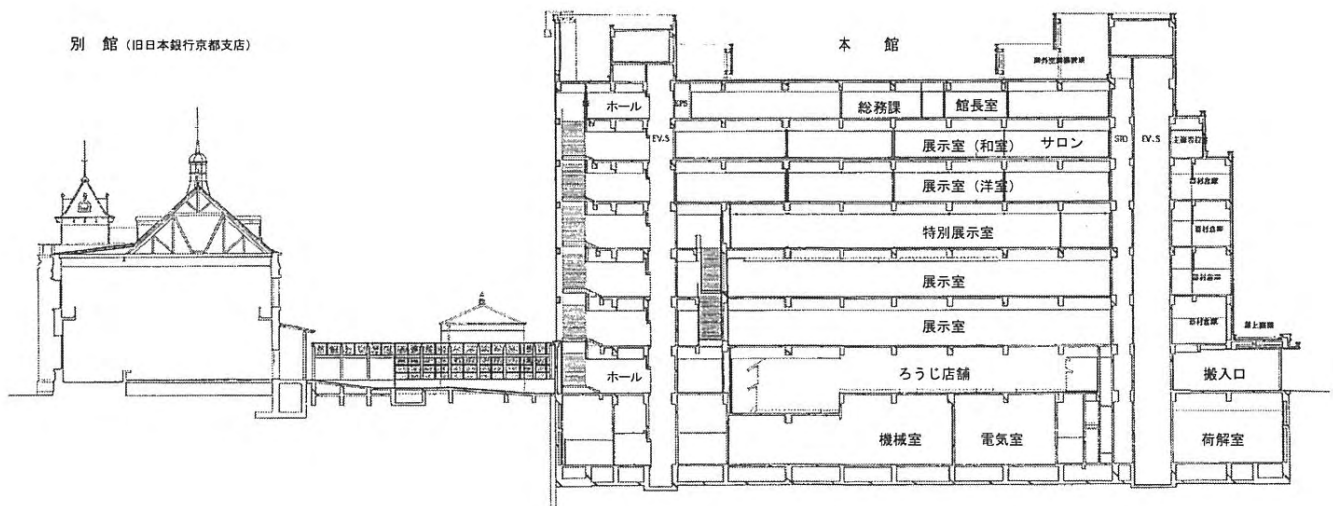 別 館 (旧日本銀行京都支店)
本 館
ホール
EPS
総務課
館長室
EV.S
展示室 (和室)
サロン
EV.S
展示室 (洋室)
特別展示室
展示室
展示室
ホール
ろうじ店舗
搬入口
機械室
電気室
荷解室